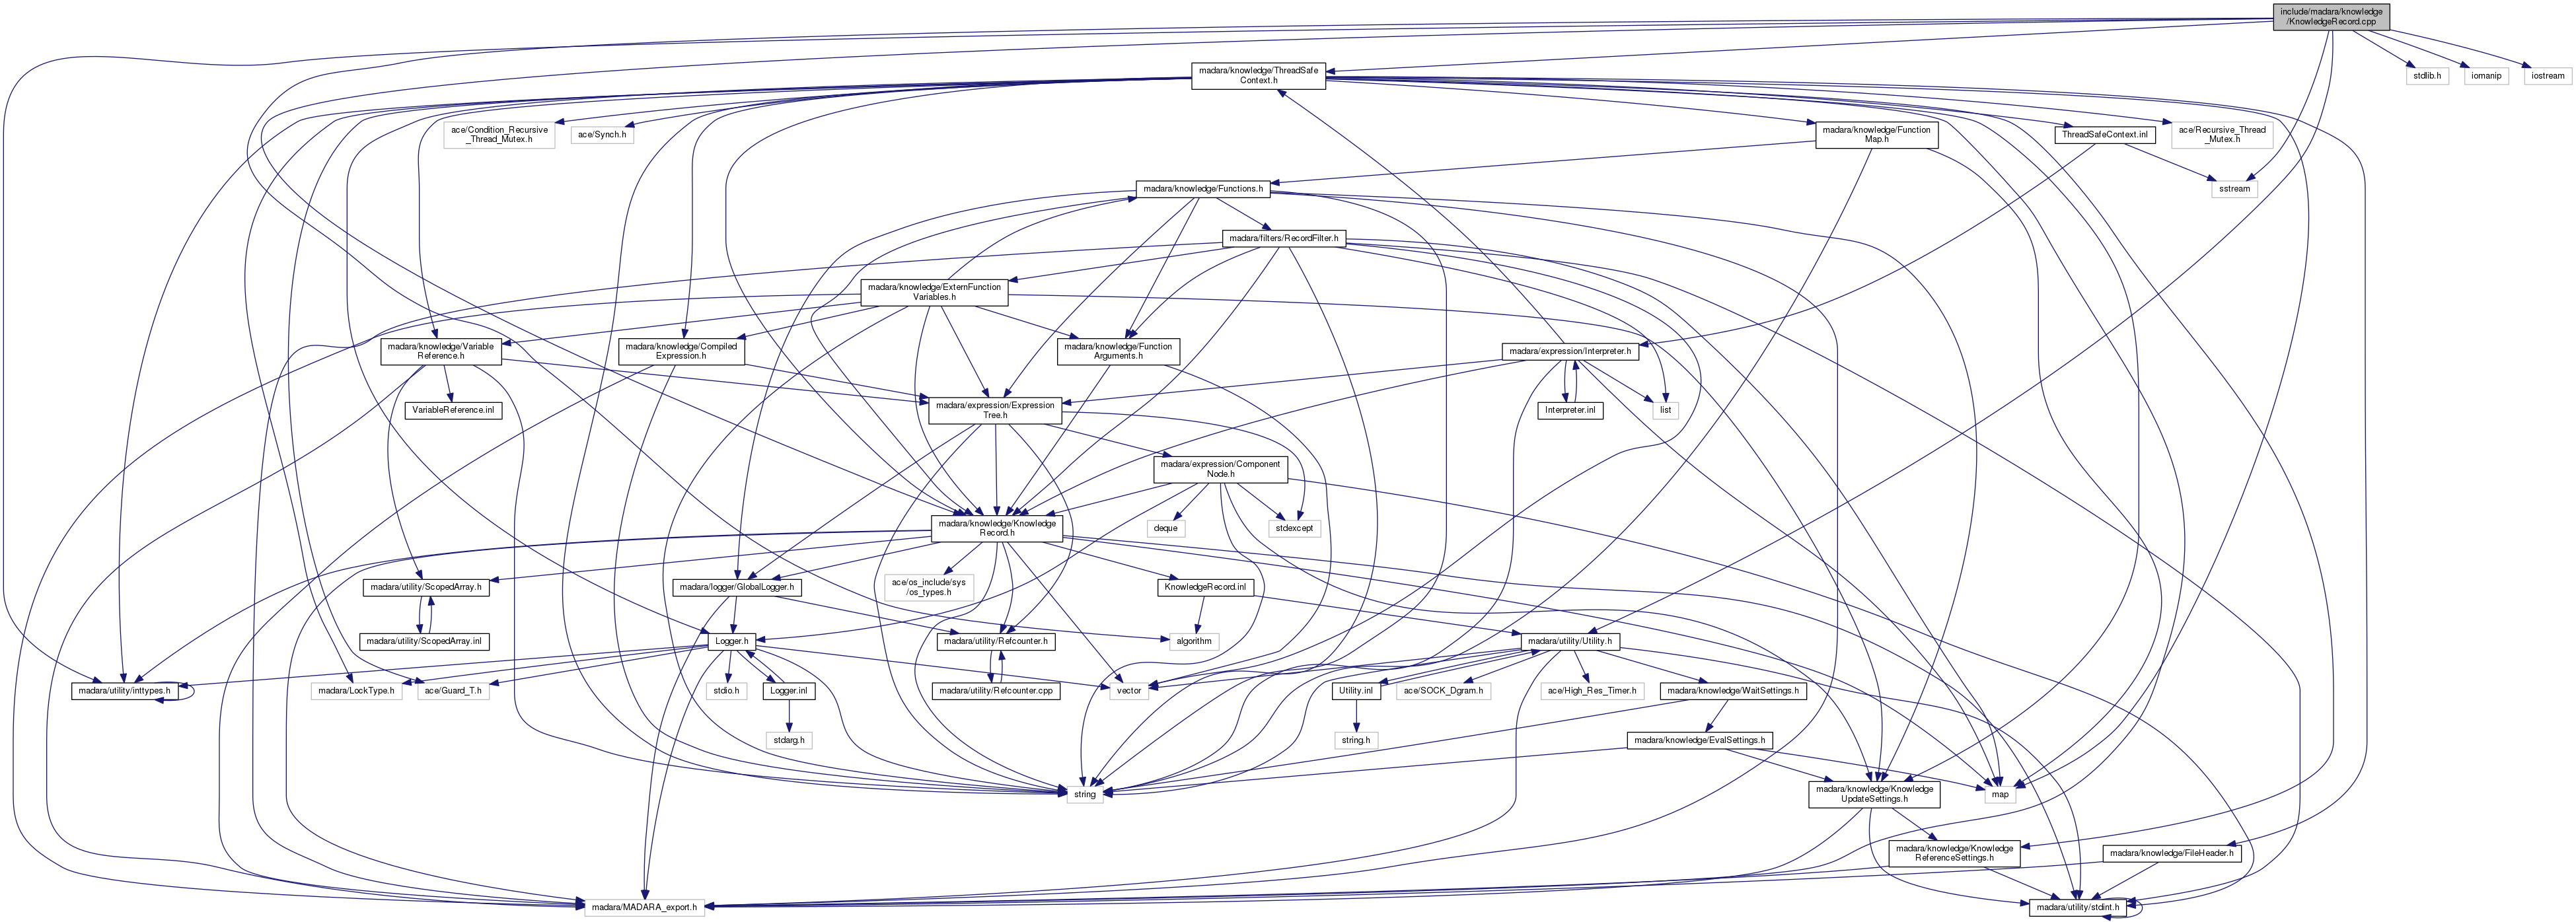 include/madara/knowledge
/KnowledgeRecord.cpp
madara/knowledge/ThreadSafe
Context.h
stdlib.h
iomanip
iostream
ace/Condition_Recursive
_Thread_Mutex.h
ace/Synch.h
madara/knowledge/Function
Map.h
ThreadSafeContext.inl
ace/Recursive_Thread
_Mutex.h
madara/knowledge/Functions.h
sstream
madara/filters/RecordFilter.h
madara/knowledge/ExternFunction
Variables.h
madara/knowledge/Variable
Reference.h
madara/knowledge/Compiled
Expression.h
madara/knowledge/Function
Arguments.h
madara/expression/Interpreter.h
VariableReference.inl
madara/expression/Expression
Tree.h
Interpreter.inl
list
madara/expression/Component
Node.h
madara/knowledge/Knowledge
Record.h
deque
stdexcept
madara/utility/ScopedArray.h
madara/logger/GlobalLogger.h
ace/os_include/sys
/os_types.h
KnowledgeRecord.inl
madara/utility/ScopedArray.inl
Logger.h
madara/utility/Refcounter.h
algorithm
madara/utility/Utility.h
madara/utility/inttypes.h
madara/LockType.h
ace/Guard_T.h
stdio.h
Logger.inl
madara/utility/Refcounter.cpp
vector
Utility.inl
ace/SOCK_Dgram.h
ace/High_Res_Timer.h
madara/knowledge/WaitSettings.h
stdarg.h
string.h
madara/knowledge/EvalSettings.h
string
madara/knowledge/Knowledge
UpdateSettings.h
map
madara/knowledge/Knowledge
ReferenceSettings.h
madara/knowledge/FileHeader.h
madara/MADARA_export.h
madara/utility/stdint.h